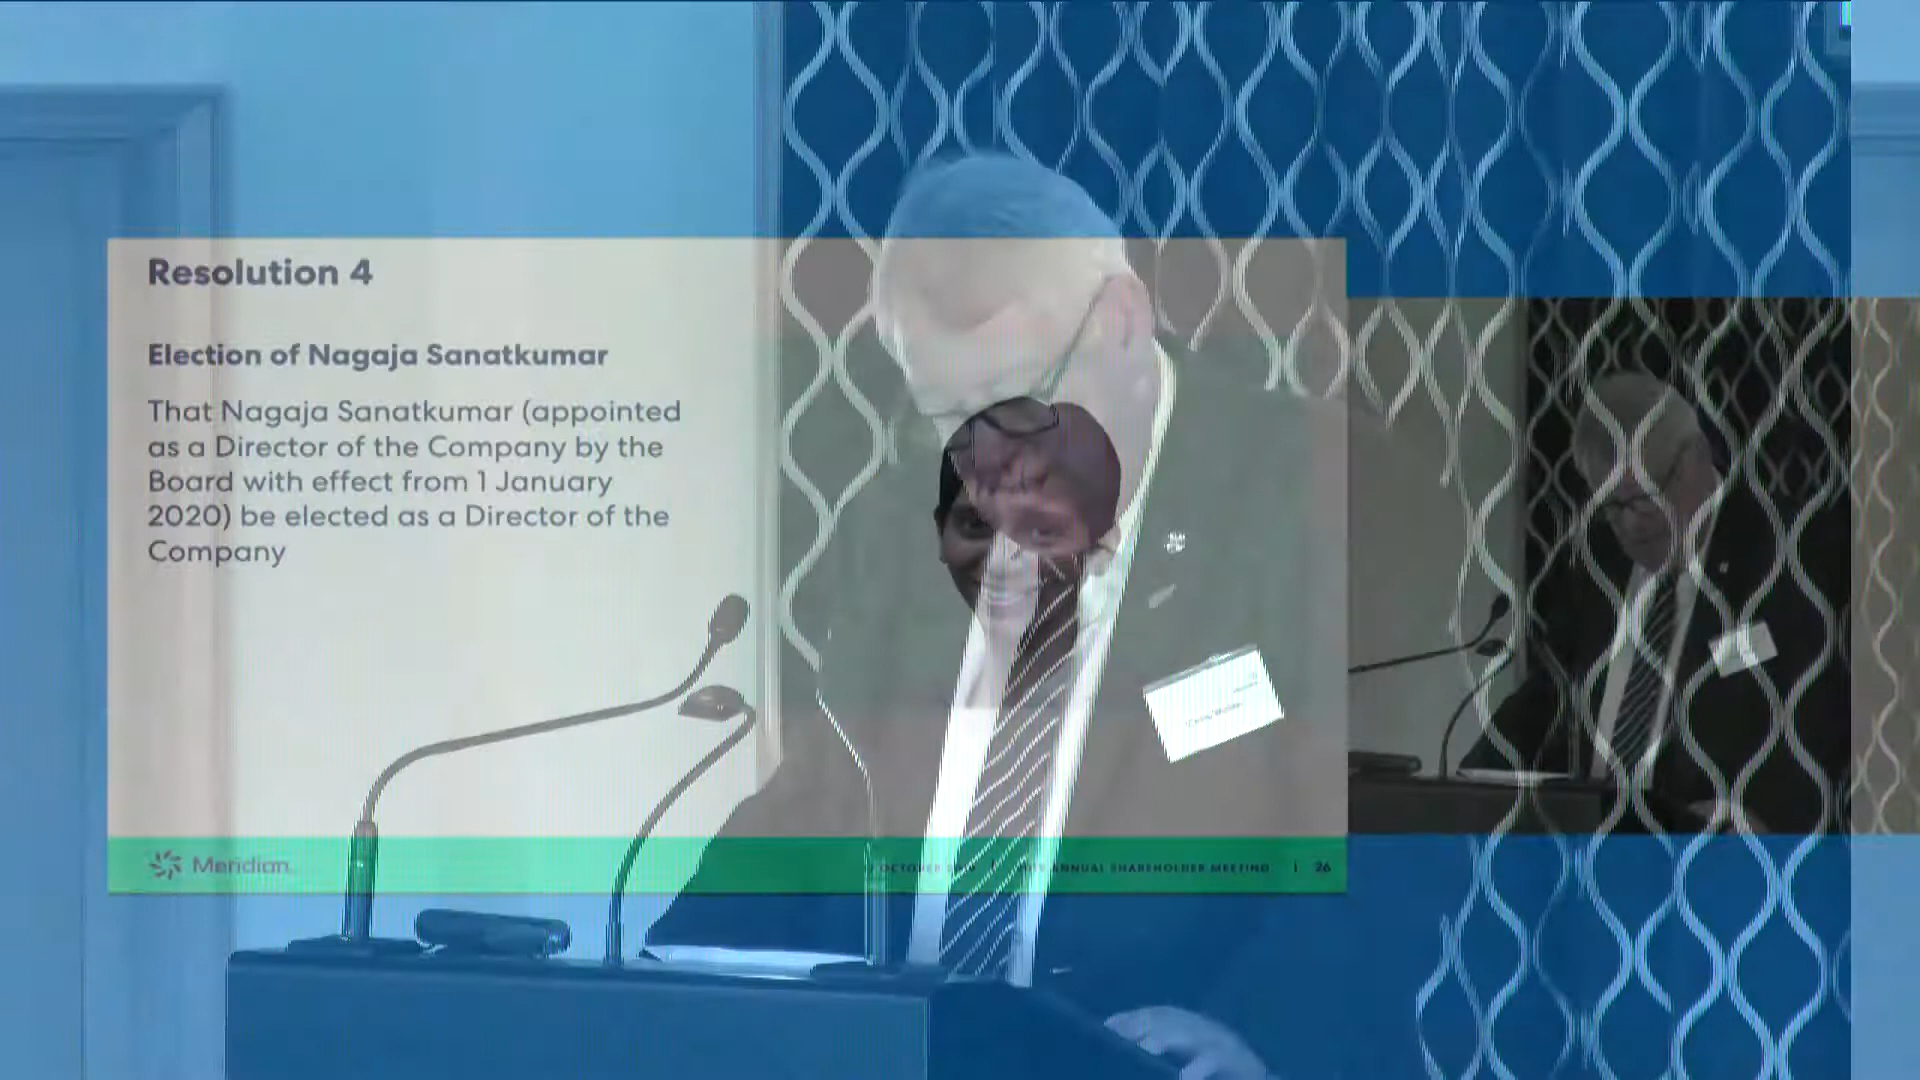 Resolution 4
Election of Nagaja Sanatkumar
That Nagaja Sanatkumar (appointed
as a Director of the Company by the
Board with effect from 1 January
2020) be elected as a Director of the
Company
Meridian
OCTOBER ANNUAL SHAREHOLDER MEETING | 26